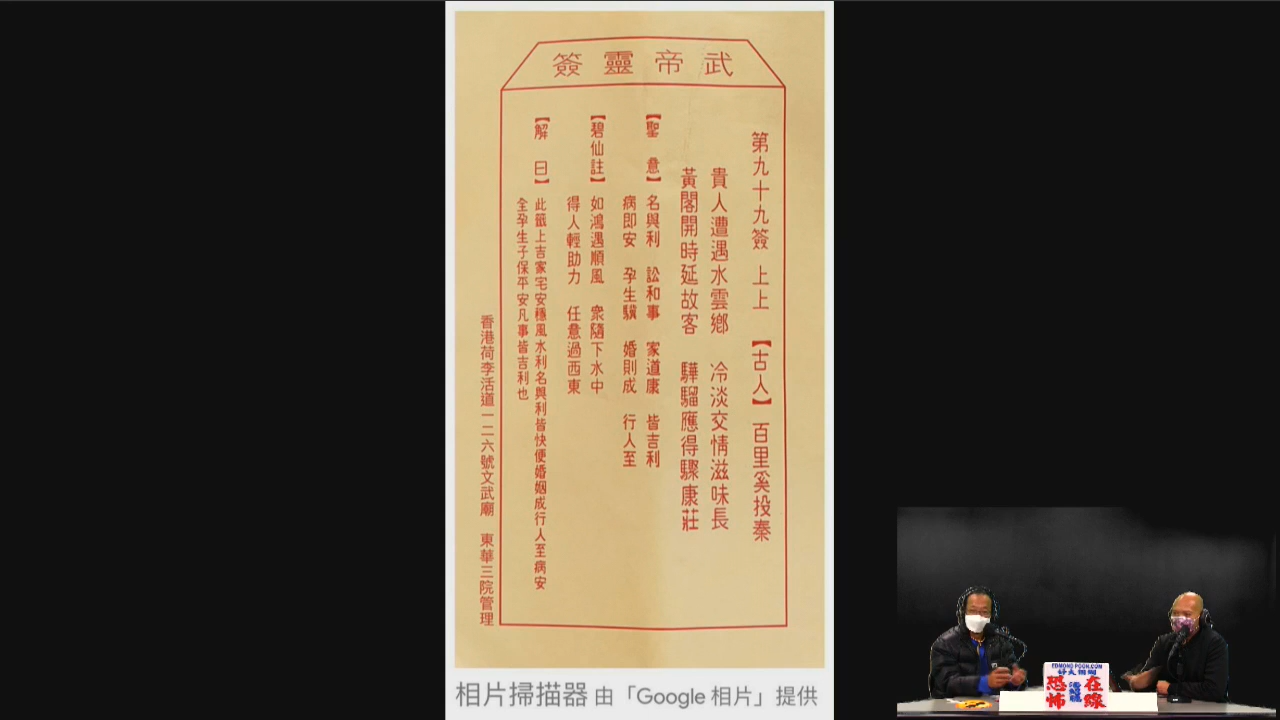 武帝靈簽
第九十九簽 上上 【古人】 百里奚投秦
貴人遭遇水雲鄉 冷淡交情滋味長
黃閣開時延故客 驊騮應得驟康莊
【聖意】 名與利 訟和事 家道康 皆吉利
病即安 孕生驥 婚則成 行人至
【碧仙註】 如鴻遇順風 衆隨下水中
得人輕助力 任意過西東
【解曰】 此籤上吉家宅安穩風水利名與利皆快便婚姻成行人至病安
全孕生子保平安凡事皆吉利也
香港荷李活道一二六號文武廟 東華三院管理
相片掃描器 由「Google 相片」提供
EDMOND POON.COM
恐怖
在線